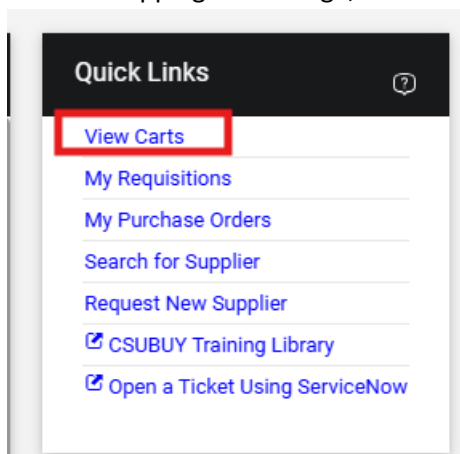 Quick Links
View Carts
My Requisitions
My Purchase Orders
Search for Supplier
Request New Supplier
CSUBUY Training Library
Open a Ticket Using ServiceNow